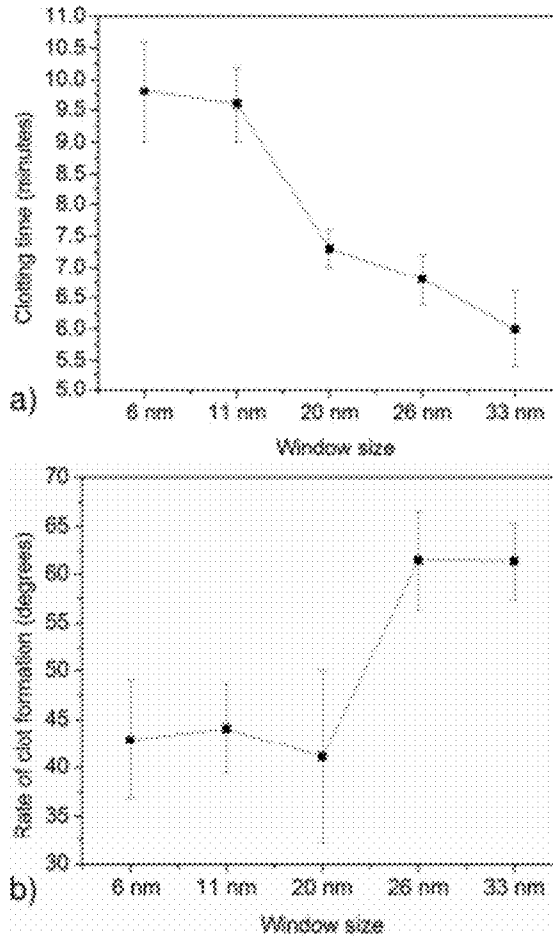 11.0
10.5
10.0
9.5
9.0
8.5
8.0
7.5
7.0
6.5
6.0
5.5
5.0
Clotting time (minutes)
a)
6 nm 11 nm 20 nm 26 nm 33 nm
Window size
70
65
60
55
50
45
40
35
30
Rate of clot formation (degrees)
b)
6 nm 11 nm 20 nm 26 nm 33 nm
Window size